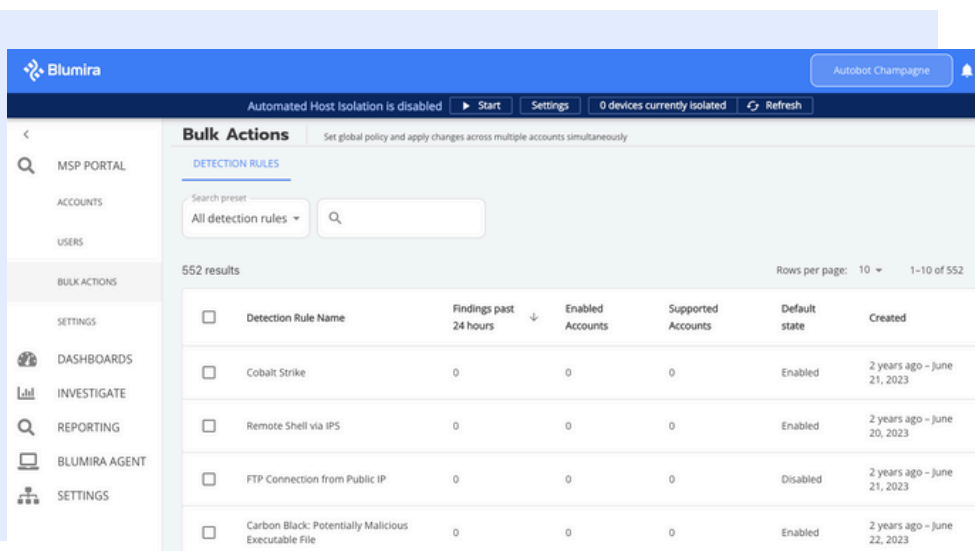 Blumira
Autobot Champagne
Automated Host Isolation is disabled
Start
Settings
0 devices currently isolated
Refresh
MSP PORTAL
ACCOUNTS
USERS
BULK ACTIONS
SETTINGS
DASHBOARDS
INVESTIGATE
REPORTING
BLUMIRA AGENT
SETTINGS
Bulk Actions
Set global policy and apply changes across multiple accounts simultaneously
DETECTION RULES
Search preset
All detection rules
552 results
Rows per page: 10
1–10 of 552
Detection Rule Name
Findings past
24 hours
Enabled
Accounts
Supported
Accounts
Default
state
Created
Cobalt Strike
0
0
0
Enabled
2 years ago – June
21, 2023
Remote Shell via IPS
0
0
0
Enabled
2 years ago – June
20, 2023
FTP Connection from Public IP
0
0
0
Disabled
2 years ago – June
21, 2023
Carbon Black: Potentially Malicious
Executable File
0
0
0
Enabled
2 years ago – June
22, 2023